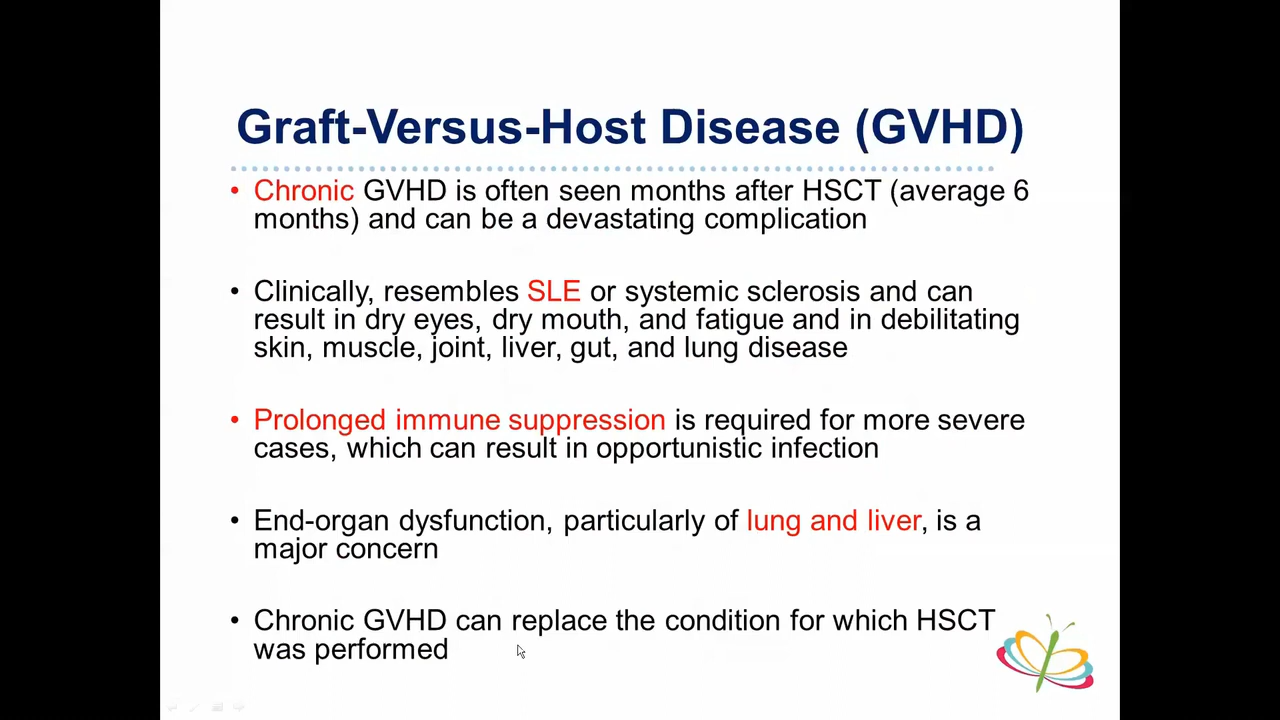 Graft-Versus-Host Disease (GVHD)
• Chronic GVHD is often seen months after HSCT (average 6
months) and can be a devastating complication
• Clinically, resembles SLE or systemic sclerosis and can
result in dry eyes, dry mouth, and fatigue and in debilitating
skin, muscle, joint, liver, gut, and lung disease
• Prolonged immune suppression is required for more severe
cases, which can result in opportunistic infection
• End-organ dysfunction, particularly of lung and liver, is a
major concern
• Chronic GVHD can replace the condition for which HSCT
was performed